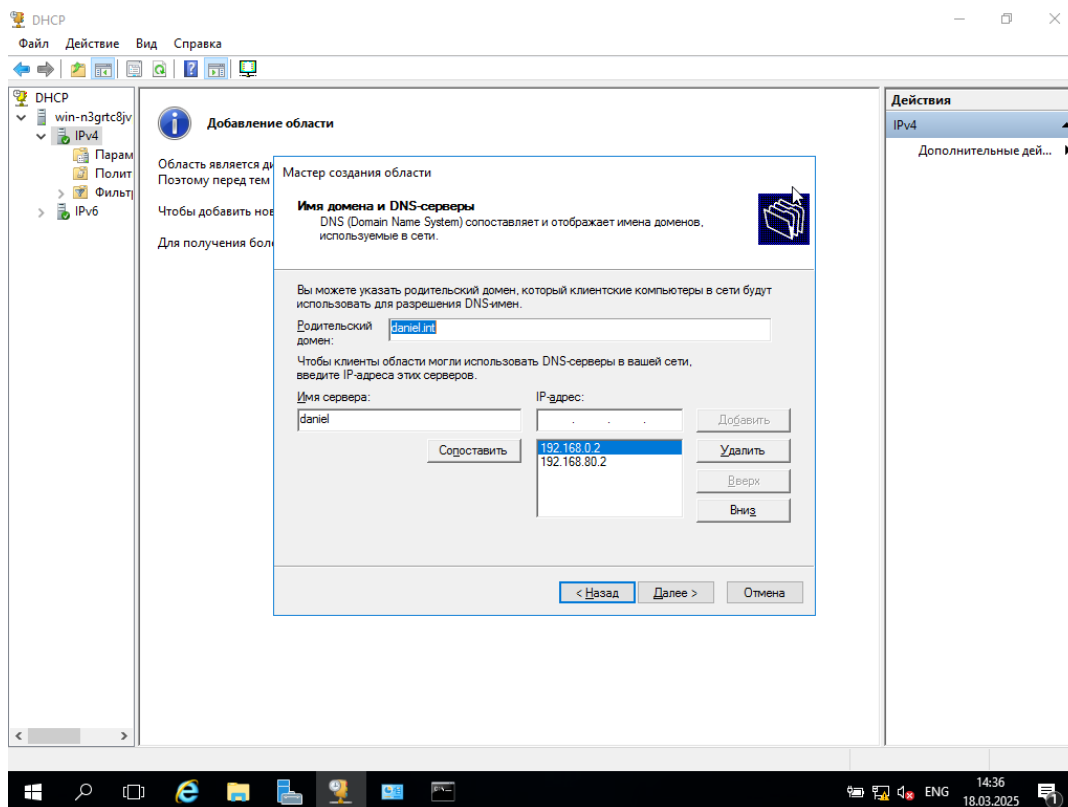 DHCP
Файл Действие Вид Справка
DHCP
win-n3grtc8jv
IPv4
Парам
Полит
Фильт
IPv6
Добавление области
Область является ди
Поэтому перед тем
Чтобы добавить нов
Для получения боле
Мастер создания области
Имя домена и DNS-серверы
DNS (Domain Name System) сопоставляет и отображает имена доменов,
используемые в сети.
Вы можете указать родительский домен, который клиентские компьютеры в сети будут
использовать для разрешения DNS-имен.
Родительский
домен:
daniel.int
Чтобы клиенты области могли использовать DNS-серверы в вашей сети,
введите IP-адреса этих серверов.
Имя сервера:
IP-адрес:
daniel
. . .
Добавить
Сопоставить
192.168.0.2
192.168.80.2
Удалить
Вверх
Вниз
< Назад
Далее >
Отмена
Действия
IPv4
Дополнительные дей...
ENG
14:36
18.03.2025
1